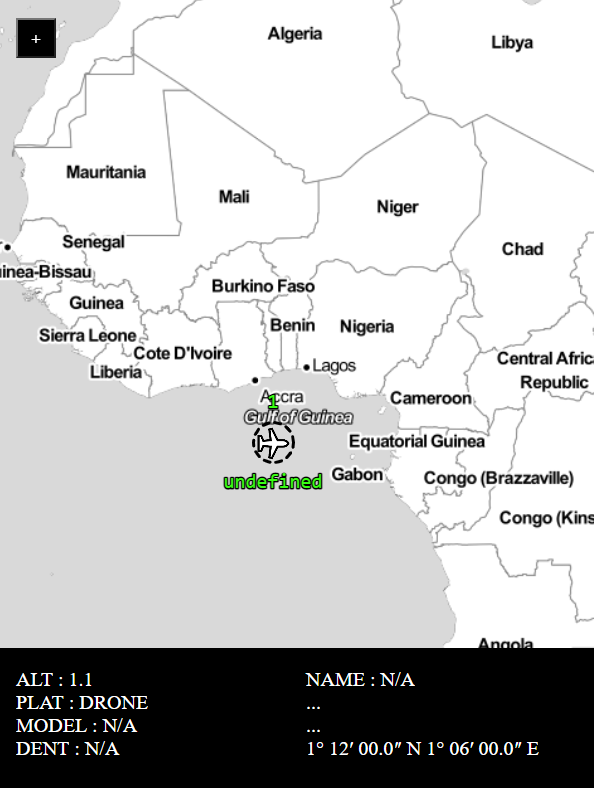 +
Algeria
Libya
Mauritania
Mali
Niger
Chad
Senegal
uinea-Bissau
Burkino Faso
Guinea
Benin
Nigeria
Sierra Leone
Cote D'Ivoire
Liberia
Lagos
Central Afric
Republic
Accra
1
Cameroon
Gulf of Guinea
Equatorial Guinea
Gabon
Congo (Brazzaville)
undefined
Congo (Kins
Angola
ALT : 1.1
PLAT : DRONE
MODEL : N/A
DENT : N/A
NAME : N/A
...
...
1° 12′ 00.0″ N 1° 06′ 00.0″ E